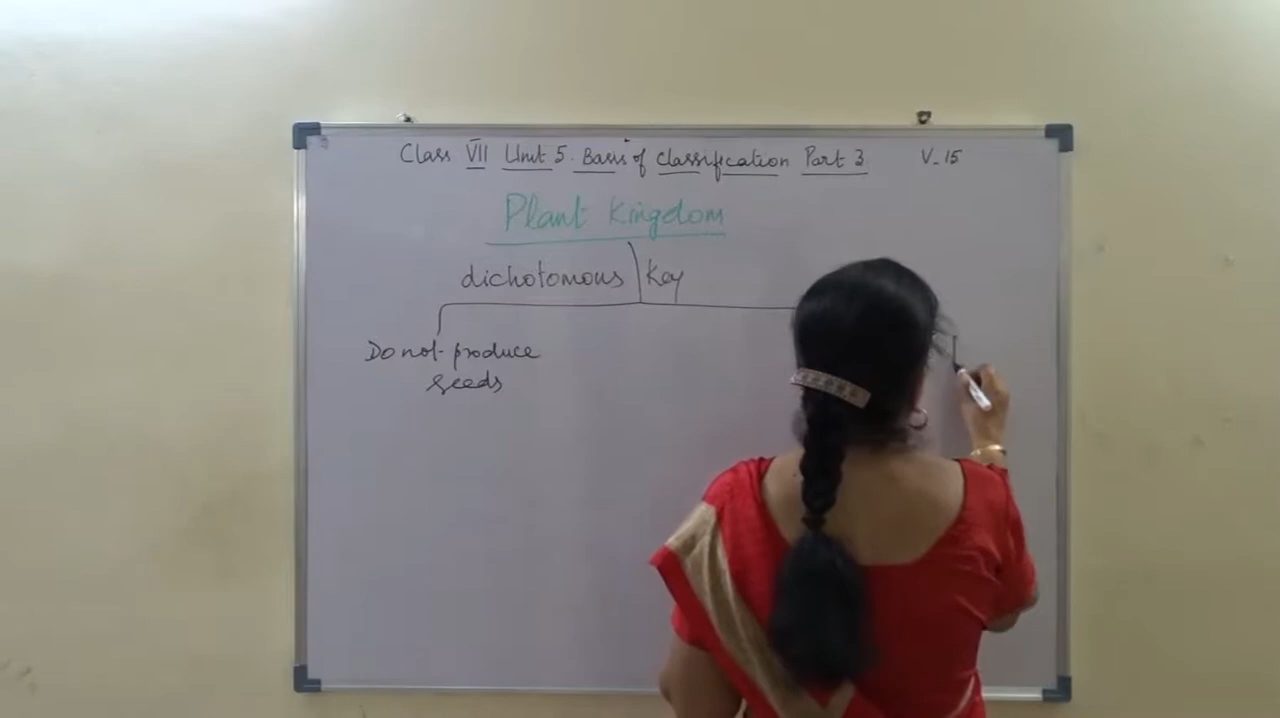 Class VII Unit 5. Basis of Classification Part 3 V-15
Plant Kingdom
dichotomous Key
Do not produce
seeds